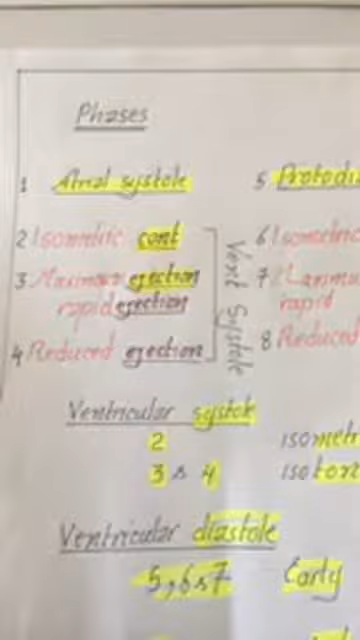 Phases
1 Atrial systole
5 Protodi
2 Isometric cont
6 Isometric
3 Maximum ejection
rapid ejection
7 Maximu
rapid
4 Reduced ejection
8 Reduced
Vent Systole
Ventricular systole
2 isometr
3 & 4 isoton
Ventricular diastole
5, 6 & 7 Early